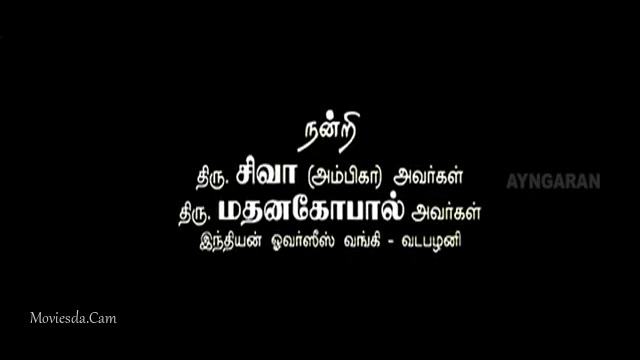 நன்றி
திரு. சிவா (அம்பிகா) அவர்கள்
AYNGARAN
திரு. மதனகோபால் அவர்கள்
இந்தியன் ஓவர்ஸீஸ் வங்கி - வடபழனி
Moviesda.Cam